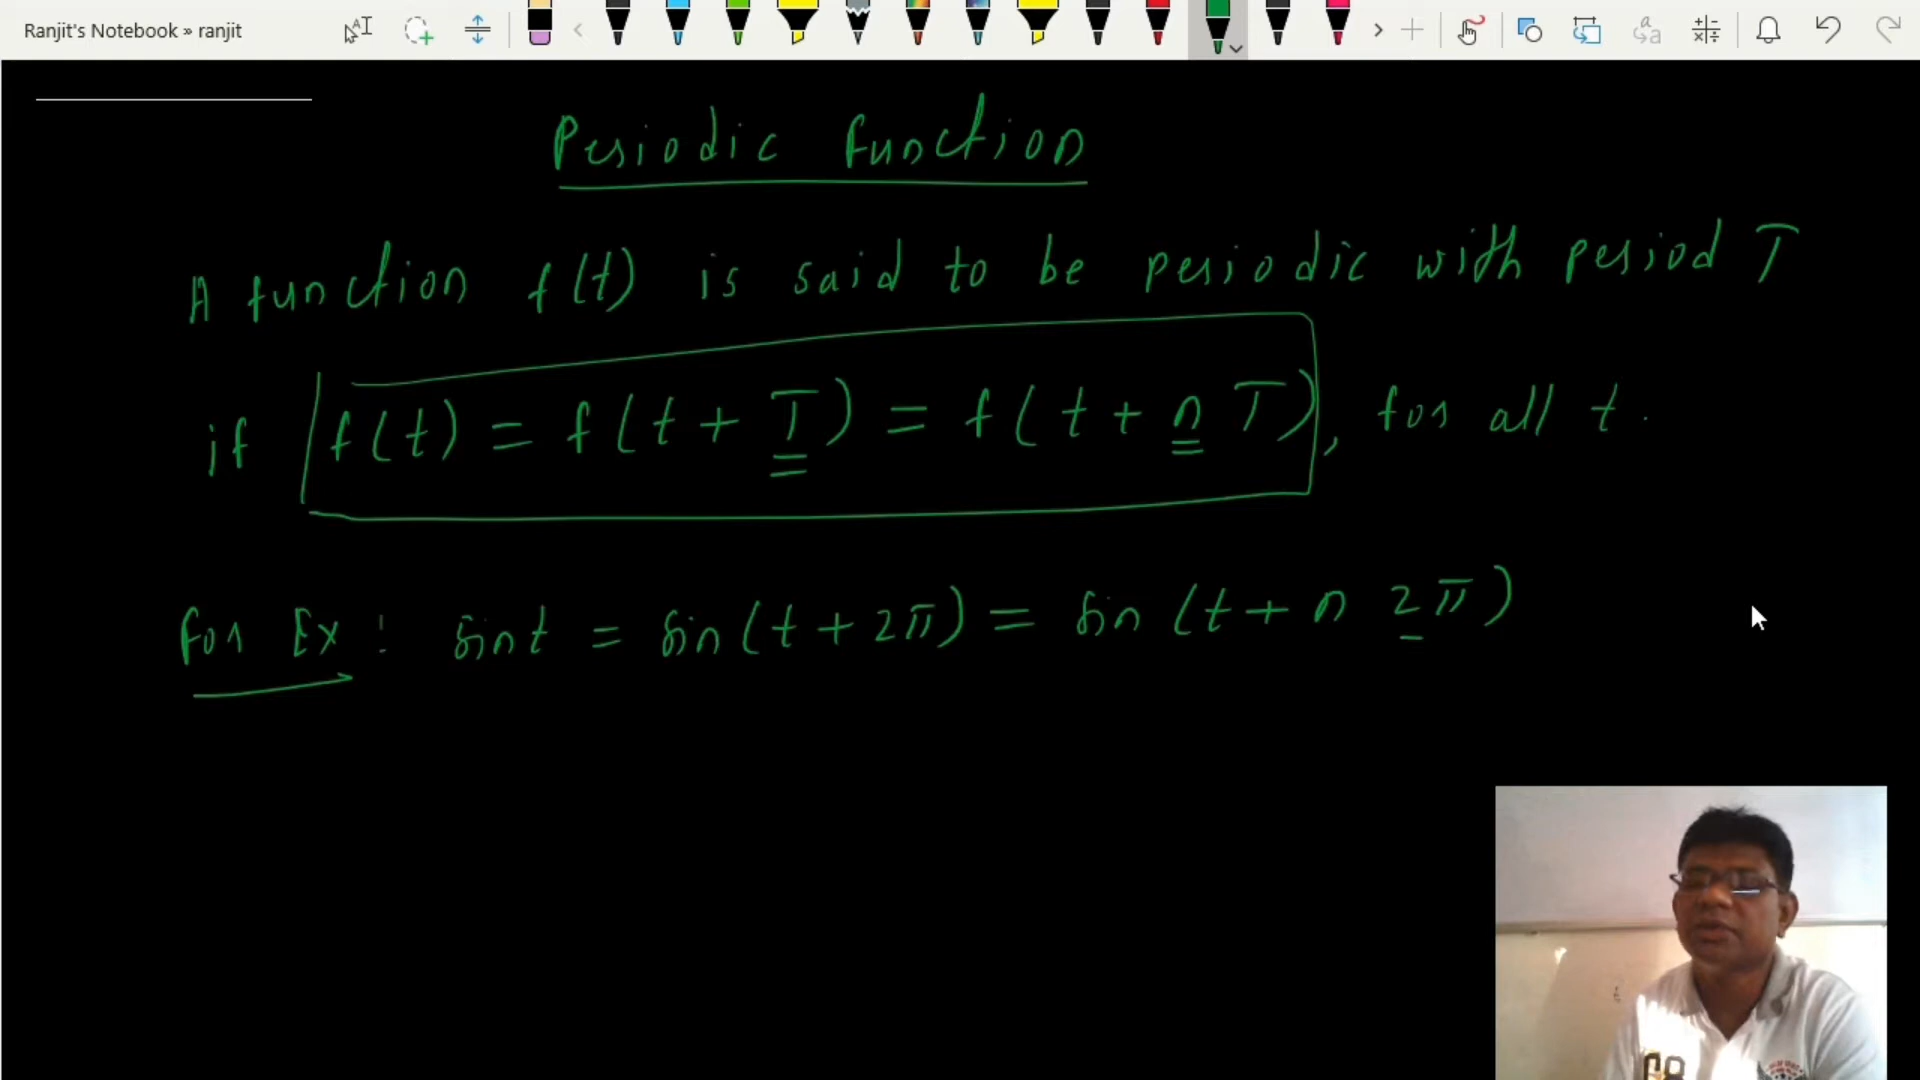 Ranjit's Notebook » ranjit
Periodic function
A function f(t) is said to be periodic with period T
if f(t) = f(t + T) = f(t + n T), for all t.
For Ex : sin t = sin(t + 2π) = sin (t + n 2π)